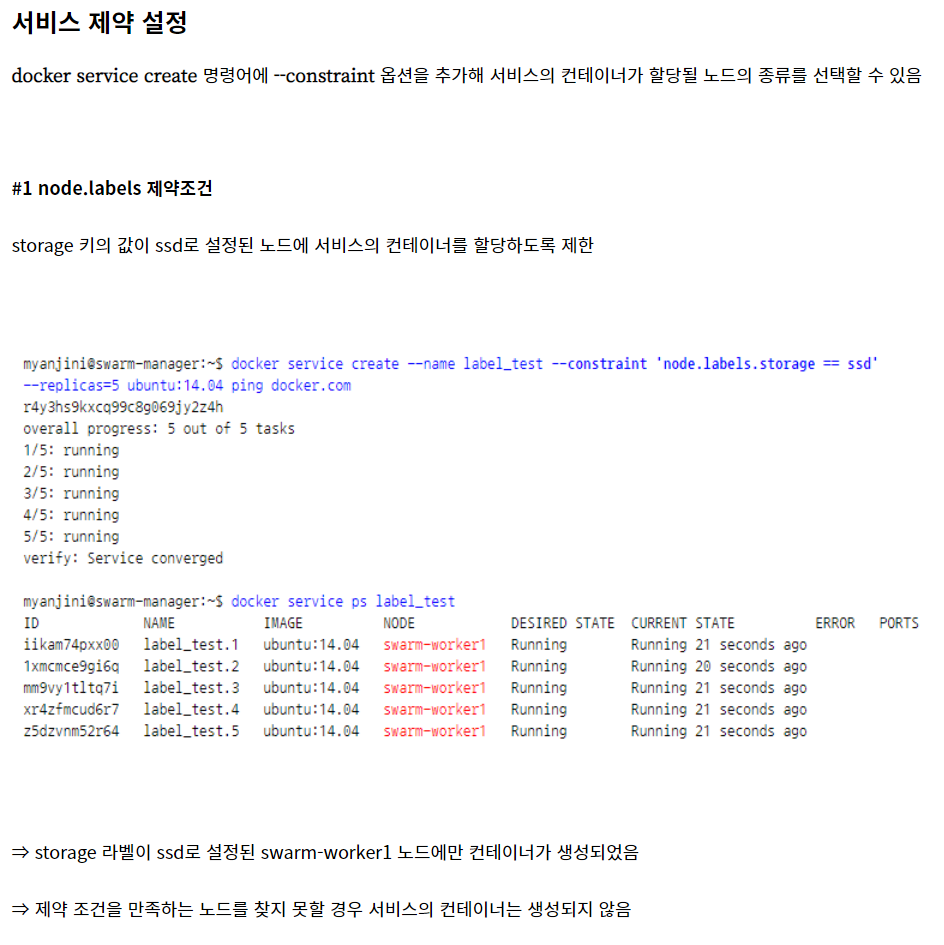 서비스 제약 설정
docker service create 명령어에 --constraint 옵션을 추가해 서비스의 컨테이너가 할당될 노드의 종류를 선택할 수 있음
#1 node.labels 제약조건
storage 키의 값이 ssd로 설정된 노드에 서비스의 컨테이너를 할당하도록 제한
myanjini@swarm-manager:~$ docker service create --name label_test --constraint 'node.labels.storage == ssd'
--replicas=5 ubuntu:14.04 ping docker.com
r4y3hs9kxcq99c8g069jy2z4h
overall progress: 5 out of 5 tasks
1/5: running
2/5: running
3/5: running
4/5: running
5/5: running
verify: Service converged
myanjini@swarm-manager:~$ docker service ps label_test
ID NAME IMAGE NODE DESIRED STATE CURRENT STATE ERROR PORTS
iikam74pxx00 label_test.1 ubuntu:14.04 swarm-worker1 Running Running 21 seconds ago
1xmcmce9gi6q label_test.2 ubuntu:14.04 swarm-worker1 Running Running 20 seconds ago
mm9vy1tltq7i label_test.3 ubuntu:14.04 swarm-worker1 Running Running 21 seconds ago
xr4zfmcud6r7 label_test.4 ubuntu:14.04 swarm-worker1 Running Running 21 seconds ago
z5dzvnm52r64 label_test.5 ubuntu:14.04 swarm-worker1 Running Running 21 seconds ago
⇒ storage 라벨이 ssd로 설정된 swarm-worker1 노드에만 컨테이너가 생성되었음
⇒ 제약 조건을 만족하는 노드를 찾지 못할 경우 서비스의 컨테이너는 생성되지 않음